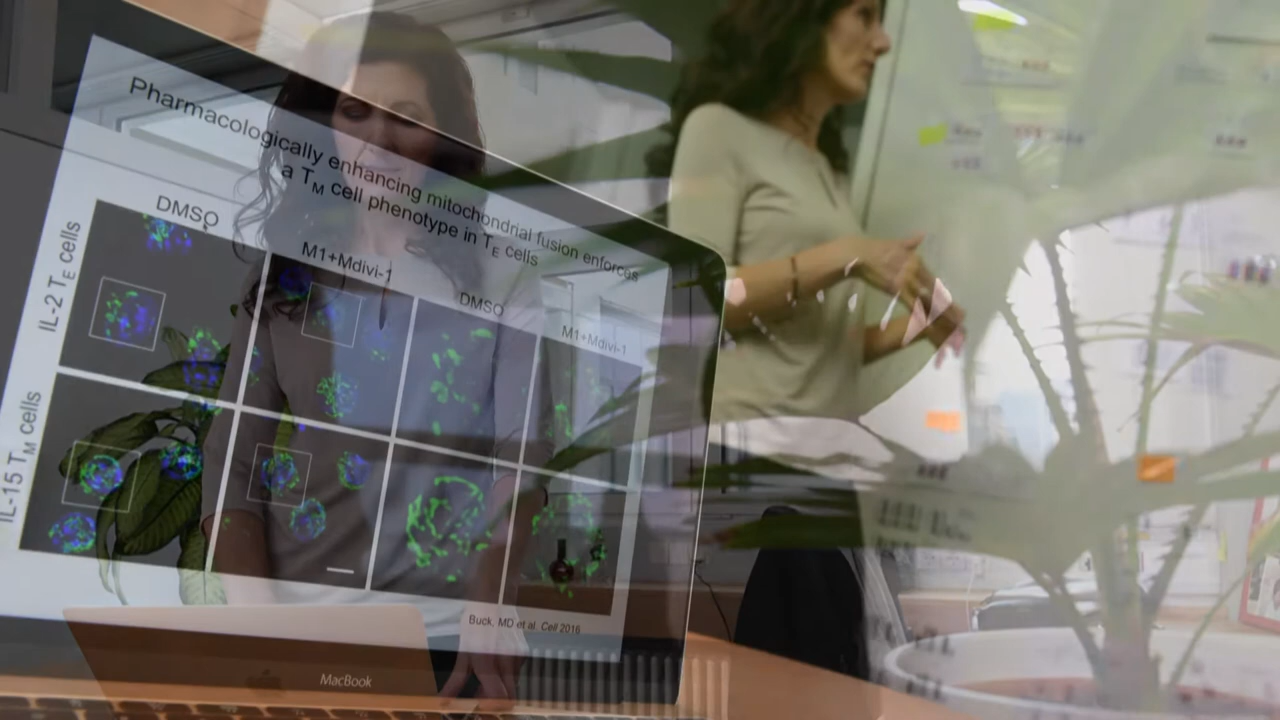 Pharmacologically enhancing mitochondrial fusion enforces
a TM cell phenotype in TE cells
DMSO
M1+Mdivi-1
DMSO
M1+Mdivi-1
IL-2 TE cells
IL-15 TM cells
Buck, MD et al. Cell 2016
MacBook